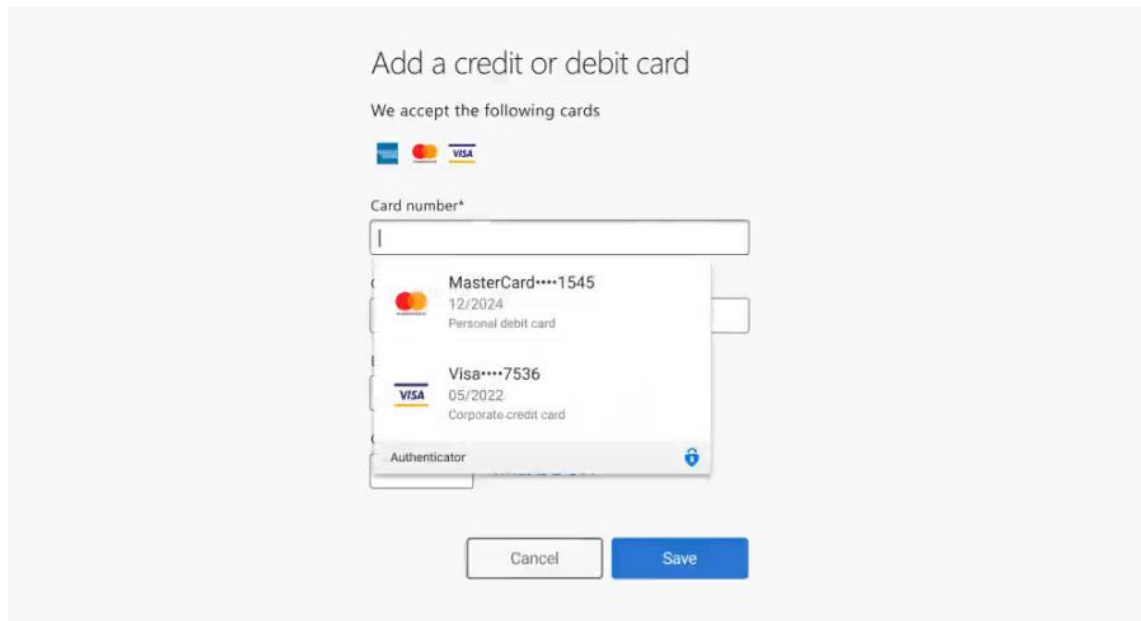 Add a credit or debit card
We accept the following cards
VISA
Card number*
MasterCard••••1545
12/2024
Personal debit card
Visa••••7536
VISA
05/2022
Corporate credit card
Authenticator
Cancel
Save